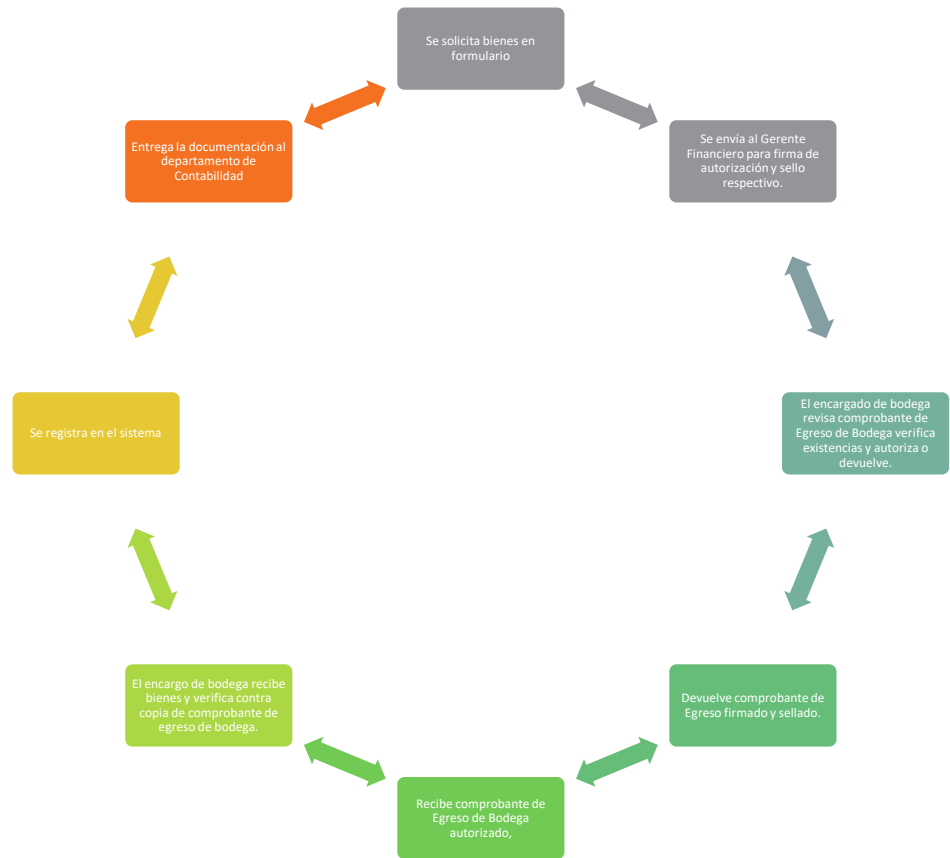 Se solicita bienes en
formulario
Se envía al Gerente
Financiero para firma de
autorización y sello
respectivo.
El encargado de bodega
revisa comprobante de
Egreso de Bodega verifica
existencias y autoriza o
devuelve.
Devuelve comprobante de
Egreso firmado y sellado.
Recibe comprobante de
Egreso de Bodega
autorizado,
El encargo de bodega recibe
bienes y verifica contra
copia de comprobante de
egreso de bodega.
Se registra en el sistema
Entrega la documentación al
departamento de
Contabilidad